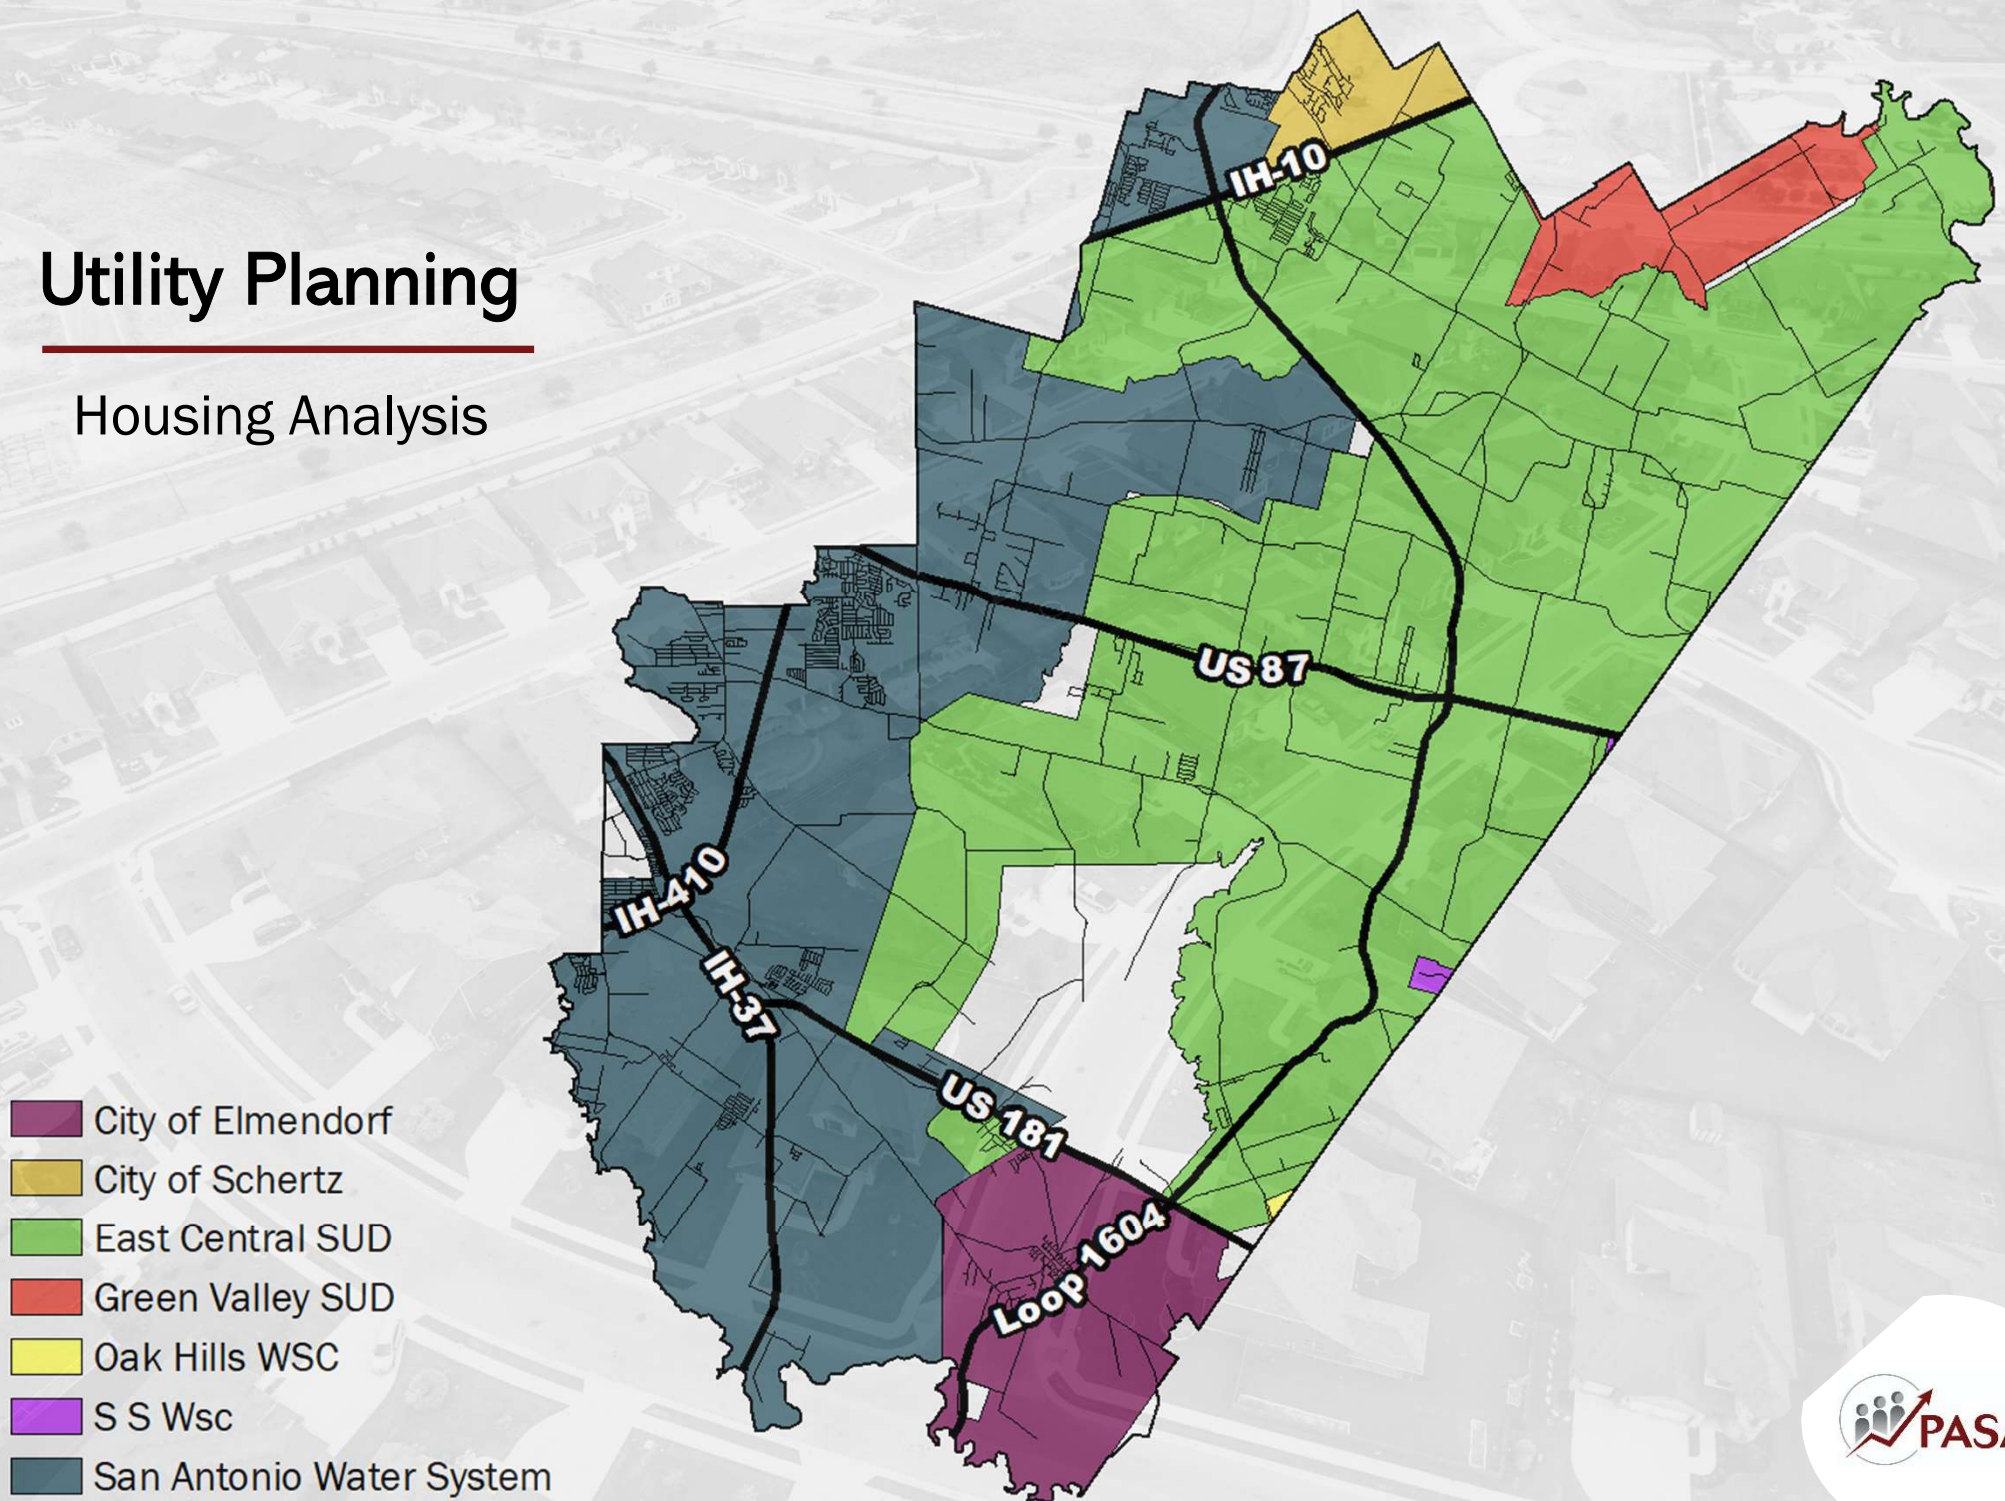 Utility Planning
Housing Analysis
IH-10
US 87
IH-410
IH-37
US 181
Loop 1604
City of Elmendorf
City of Schertz
East Central SUD
Green Valley SUD
Oak Hills WSC
S S Wsc
San Antonio Water System
PASA